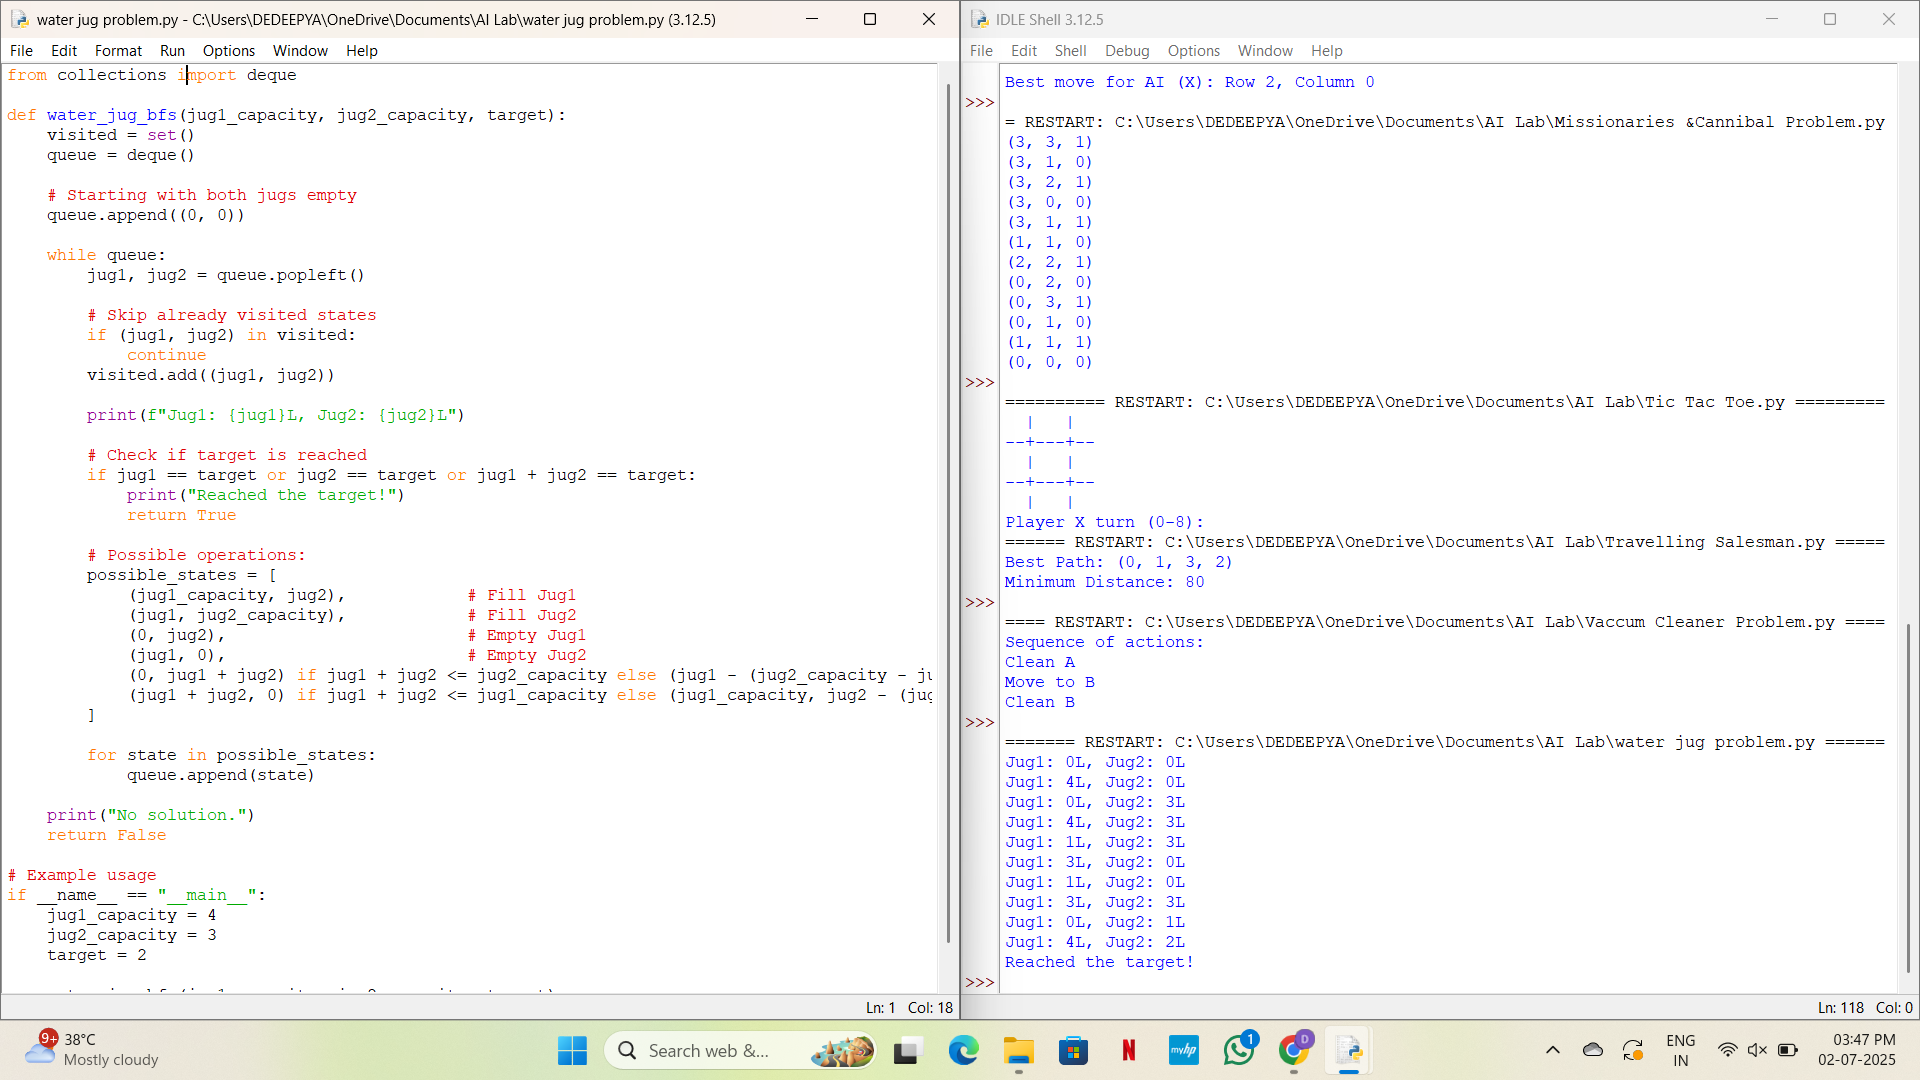 water jug problem.py - C:\Users\DEDEEPYA\OneDrive\Documents\AI Lab\water jug problem.py (3.12.5)
File Edit Format Run Options Window Help
from collections import deque
def water_jug_bfs(jug1_capacity, jug2_capacity, target):
    visited = set()
    queue = deque()
    # Starting with both jugs empty
    queue.append((0, 0))
    while queue:
        jug1, jug2 = queue.popleft()
        # Skip already visited states
        if (jug1, jug2) in visited:
            continue
        visited.add((jug1, jug2))
        print(f"Jug1: {jug1}L, Jug2: {jug2}L")
        # Check if target is reached
        if jug1 == target or jug2 == target or jug1 + jug2 == target:
            print("Reached the target!")
            return True
        # Possible operations:
        possible_states = [
            (jug1_capacity, jug2),            # Fill Jug1
            (jug1, jug2_capacity),            # Fill Jug2
            (0, jug2),                        # Empty Jug1
            (jug1, 0),                        # Empty Jug2
            (0, jug1 + jug2) if jug1 + jug2 <= jug2_capacity else (jug1 - (jug2_capacity - ju
            (jug1 + jug2, 0) if jug1 + jug2 <= jug1_capacity else (jug1_capacity, jug2 - (jug
        ]
        for state in possible_states:
            queue.append(state)
    print("No solution.")
    return False
# Example usage
if __name__ == "__main__":
    jug1_capacity = 4
    jug2_capacity = 3
    target = 2
Ln: 1 Col: 18
IDLE Shell 3.12.5
File Edit Shell Debug Options Window Help
Best move for AI (X): Row 2, Column 0
>>>
= RESTART: C:\Users\DEDEEPYA\OneDrive\Documents\AI Lab\Missionaries &Cannibal Problem.py
(3, 3, 1)
(3, 1, 0)
(3, 2, 1)
(3, 0, 0)
(3, 1, 1)
(1, 1, 0)
(2, 2, 1)
(0, 2, 0)
(0, 3, 1)
(0, 1, 0)
(1, 1, 1)
(0, 0, 0)
>>>
========== RESTART: C:\Users\DEDEEPYA\OneDrive\Documents\AI Lab\Tic Tac Toe.py =========
  |   |
--+---+--
  |   |
--+---+--
  |   |
Player X turn (0-8):
====== RESTART: C:\Users\DEDEEPYA\OneDrive\Documents\AI Lab\Travelling Salesman.py =====
Best Path: (0, 1, 3, 2)
Minimum Distance: 80
>>>
==== RESTART: C:\Users\DEDEEPYA\OneDrive\Documents\AI Lab\Vaccum Cleaner Problem.py ====
Sequence of actions:
Clean A
Move to B
Clean B
>>>
======= RESTART: C:\Users\DEDEEPYA\OneDrive\Documents\AI Lab\water jug problem.py ======
Jug1: 0L, Jug2: 0L
Jug1: 4L, Jug2: 0L
Jug1: 0L, Jug2: 3L
Jug1: 4L, Jug2: 3L
Jug1: 1L, Jug2: 3L
Jug1: 3L, Jug2: 0L
Jug1: 1L, Jug2: 0L
Jug1: 3L, Jug2: 3L
Jug1: 0L, Jug2: 1L
Jug1: 4L, Jug2: 2L
Reached the target!
>>>
Ln: 118 Col: 0
9+
38°C
Mostly cloudy
Search web &...
N
myhp
1
D
ENG
IN
03:47 PM
02-07-2025